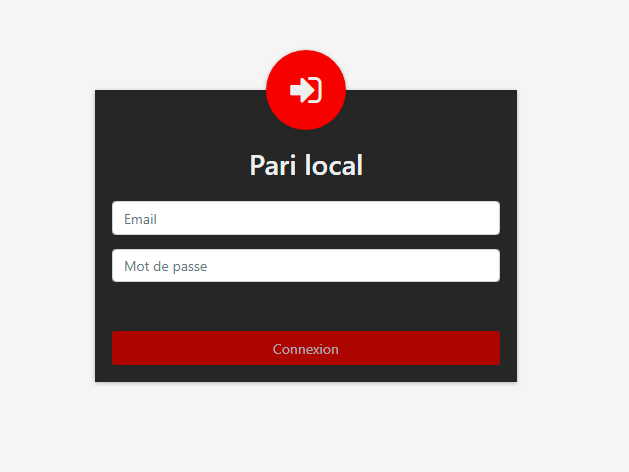 Pari local
Email
Mot de passe
Connexion